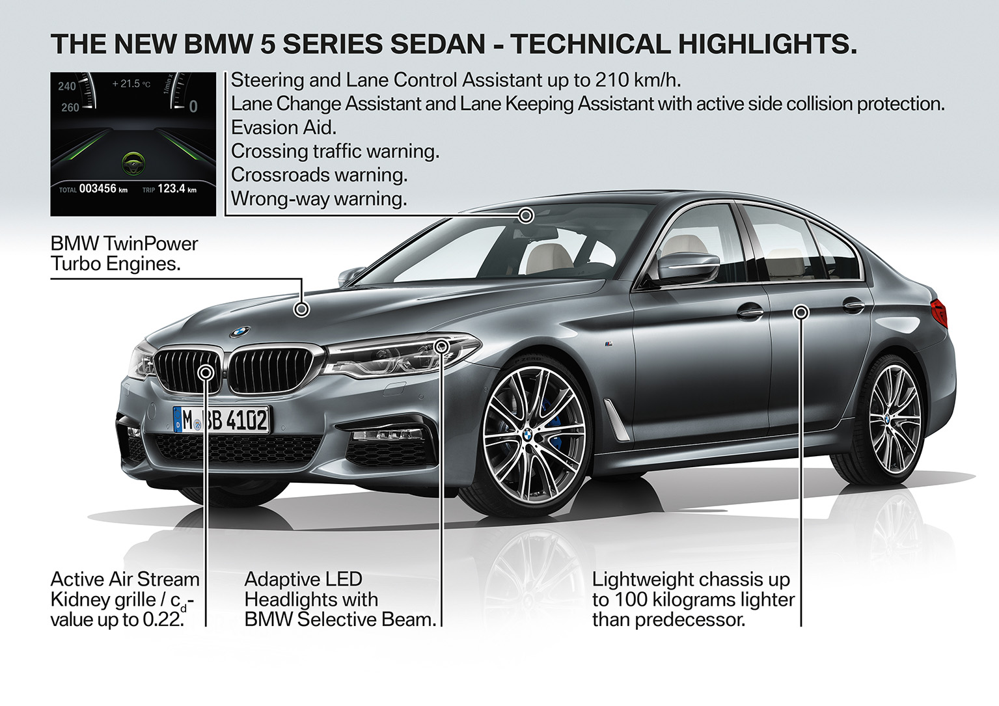 THE NEW BMW 5 SERIES SEDAN - TECHNICAL HIGHLIGHTS.
240
+ 21.5 °C
1/min x
260
0
TOTAL 003456 km
TRIP 123.4 km
Steering and Lane Control Assistant up to 210 km/h.
Lane Change Assistant and Lane Keeping Assistant with active side collision protection.
Evasion Aid.
Crossing traffic warning.
Crossroads warning.
Wrong-way warning.
BMW TwinPower
Turbo Engines.
P ZERO
D
M BB 4102
Active Air Stream
Kidney grille / cd-
value up to 0.22.
Adaptive LED
Headlights with
BMW Selective Beam.
Lightweight chassis up
to 100 kilograms lighter
than predecessor.